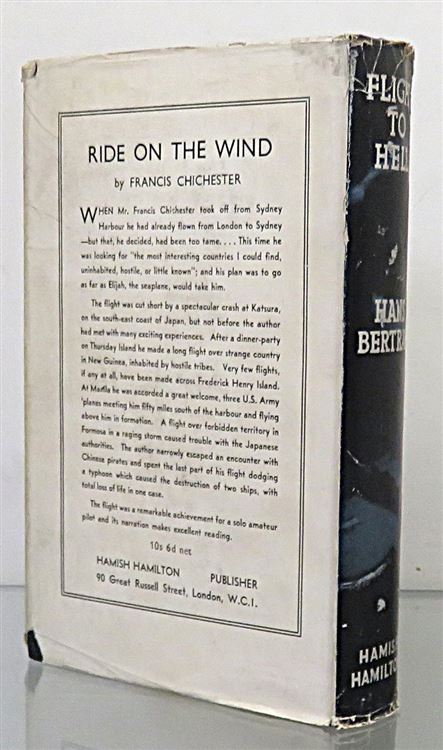 RIDE ON THE WIND
by FRANCIS CHICHESTER
WHEN Mr. Francis Chichester took off from Sydney
Harbour he had already flown from London to Sydney
—but that, he decided, had been too tame. . . . This time he
was looking for "the most interesting countries I could find,
uninhabited, hostile, or little known"; and his plan was to go
as far as Elijah, the seaplane, would take him.
The flight was cut short by a spectacular crash at Katsura,
on the south-east coast of Japan, but not before the author
had met with many exciting experiences. After a dinner-party
on Thursday Island he made a long flight over strange country
in New Guinea, inhabited by hostile tribes. Very few flights,
if any at all, have been made across Frederick Henry Island.
At Manila he was accorded a great welcome, three U.S. Army
'planes meeting him fifty miles south of the harbour and flying
above him in formation. A flight over forbidden territory in
Formosa in a raging storm caused trouble with the Japanese
authorities. The author narrowly escaped an encounter with
Chinese pirates and spent the last part of his flight dodging
a typhoon which caused the destruction of two ships, with
total loss of life in one case.
The flight was a remarkable achievement for a solo amateur
pilot and its narration makes excellent reading.
10s 6d net
HAMISH HAMILTON PUBLISHER
90 Great Russell Street, London, W.C.I.
FLIGHT
TO
HELL
HANS
BERTRA
HAMISH
HAMILTON